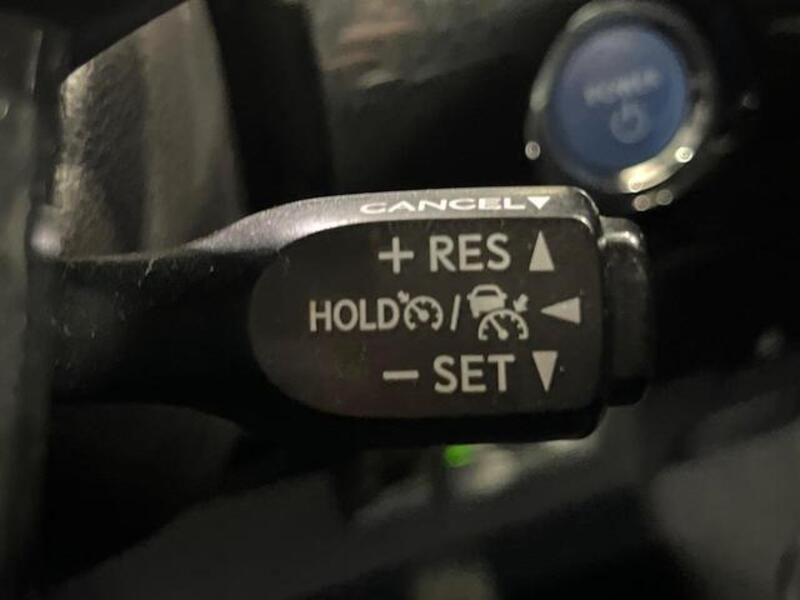 POWER
CANCEL▼
+ RES ▲
HOLD / ◀
− SET ▼